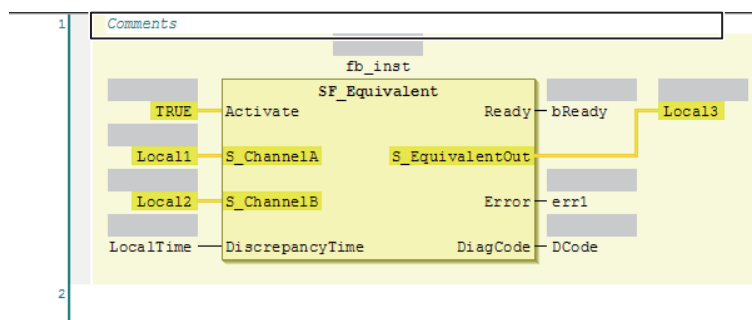 1 Comments
fb_inst
SF_Equivalent
TRUE Activate Ready bReady Local3
Local1 S_ChannelA S_EquivalentOut
Local2 S_ChannelB Error err1
LocalTime DiscrepancyTime DiagCode DCode
2